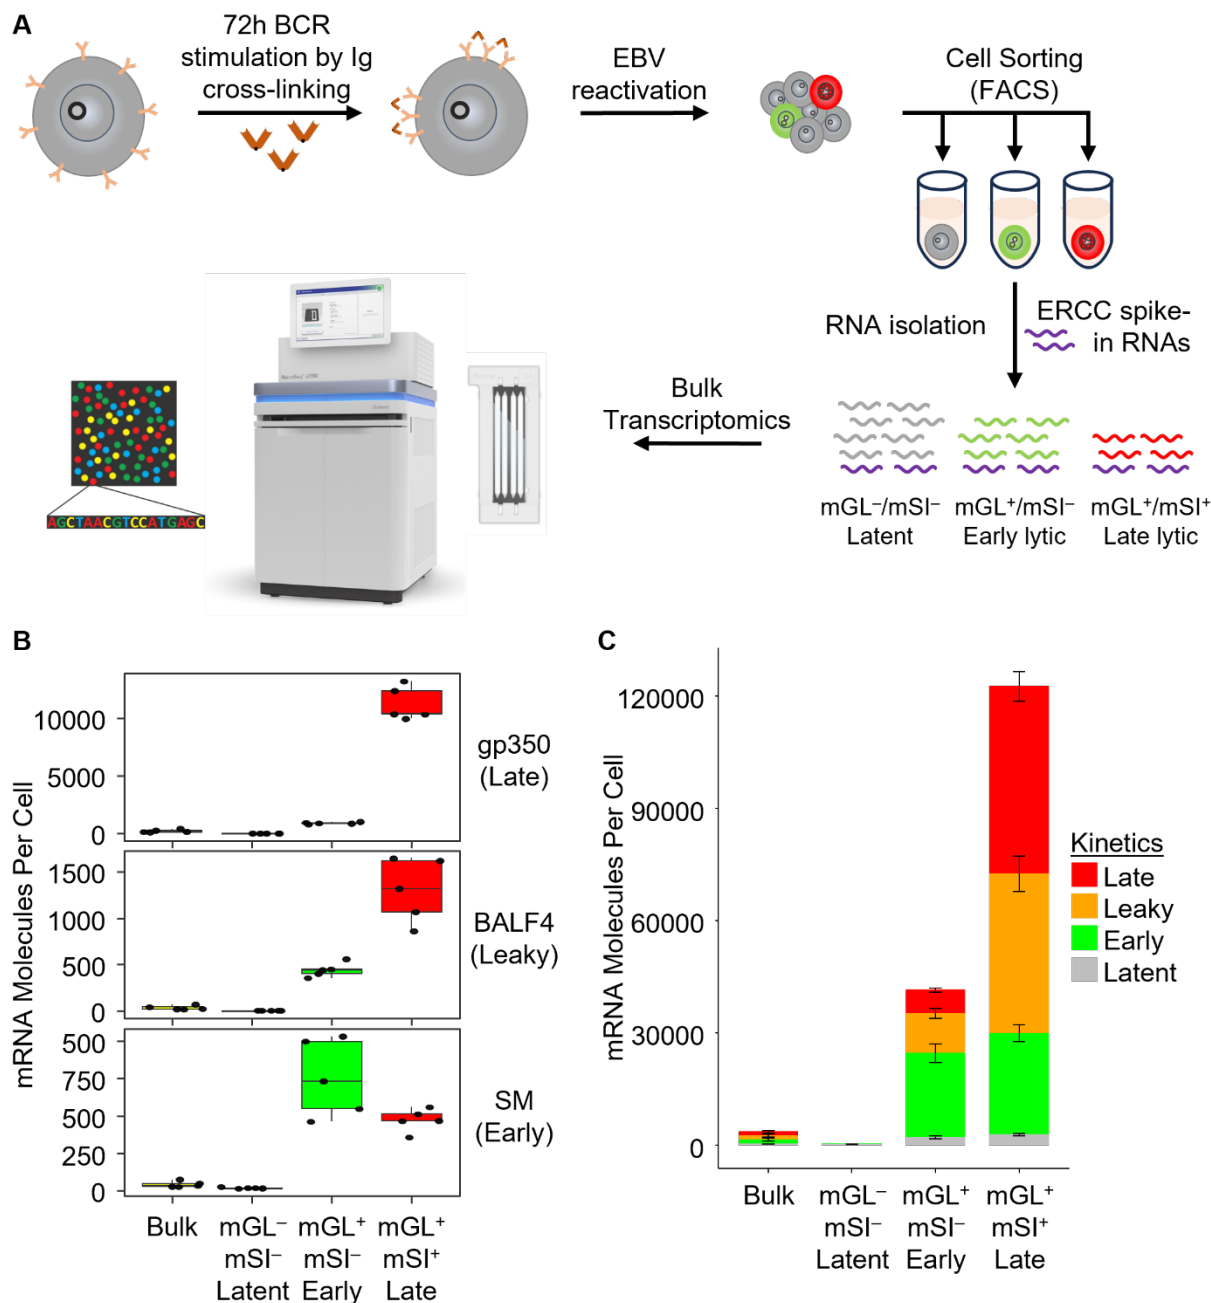 A
72h BCR
stimulation by Ig
cross-linking
EBV
reactivation
Cell Sorting
(FACS)
RNA isolation
ERCC spike-
in RNAs
Bulk
Transcriptomics
mGL–/mSI–
Latent
mGL+/mSI–
Early lytic
mGL+/mSI+
Late lytic
AGCTAACGTCCATGAGC
B
mRNA Molecules Per Cell
10000
5000
0
gp350
(Late)
1500
1000
500
0
BALF4
(Leaky)
500
750
500
250
0
SM
(Early)
Bulk
mGL–
mSI–
Latent
mGL+
mSI–
Early
mGL+
mSI+
Late
C
mRNA Molecules Per Cell
120000
90000
60000
30000
0
Kinetics
Late
Leaky
Early
Latent
Bulk
mGL–
mSI–
Latent
mGL+
mSI–
Early
mGL+
mSI+
Late